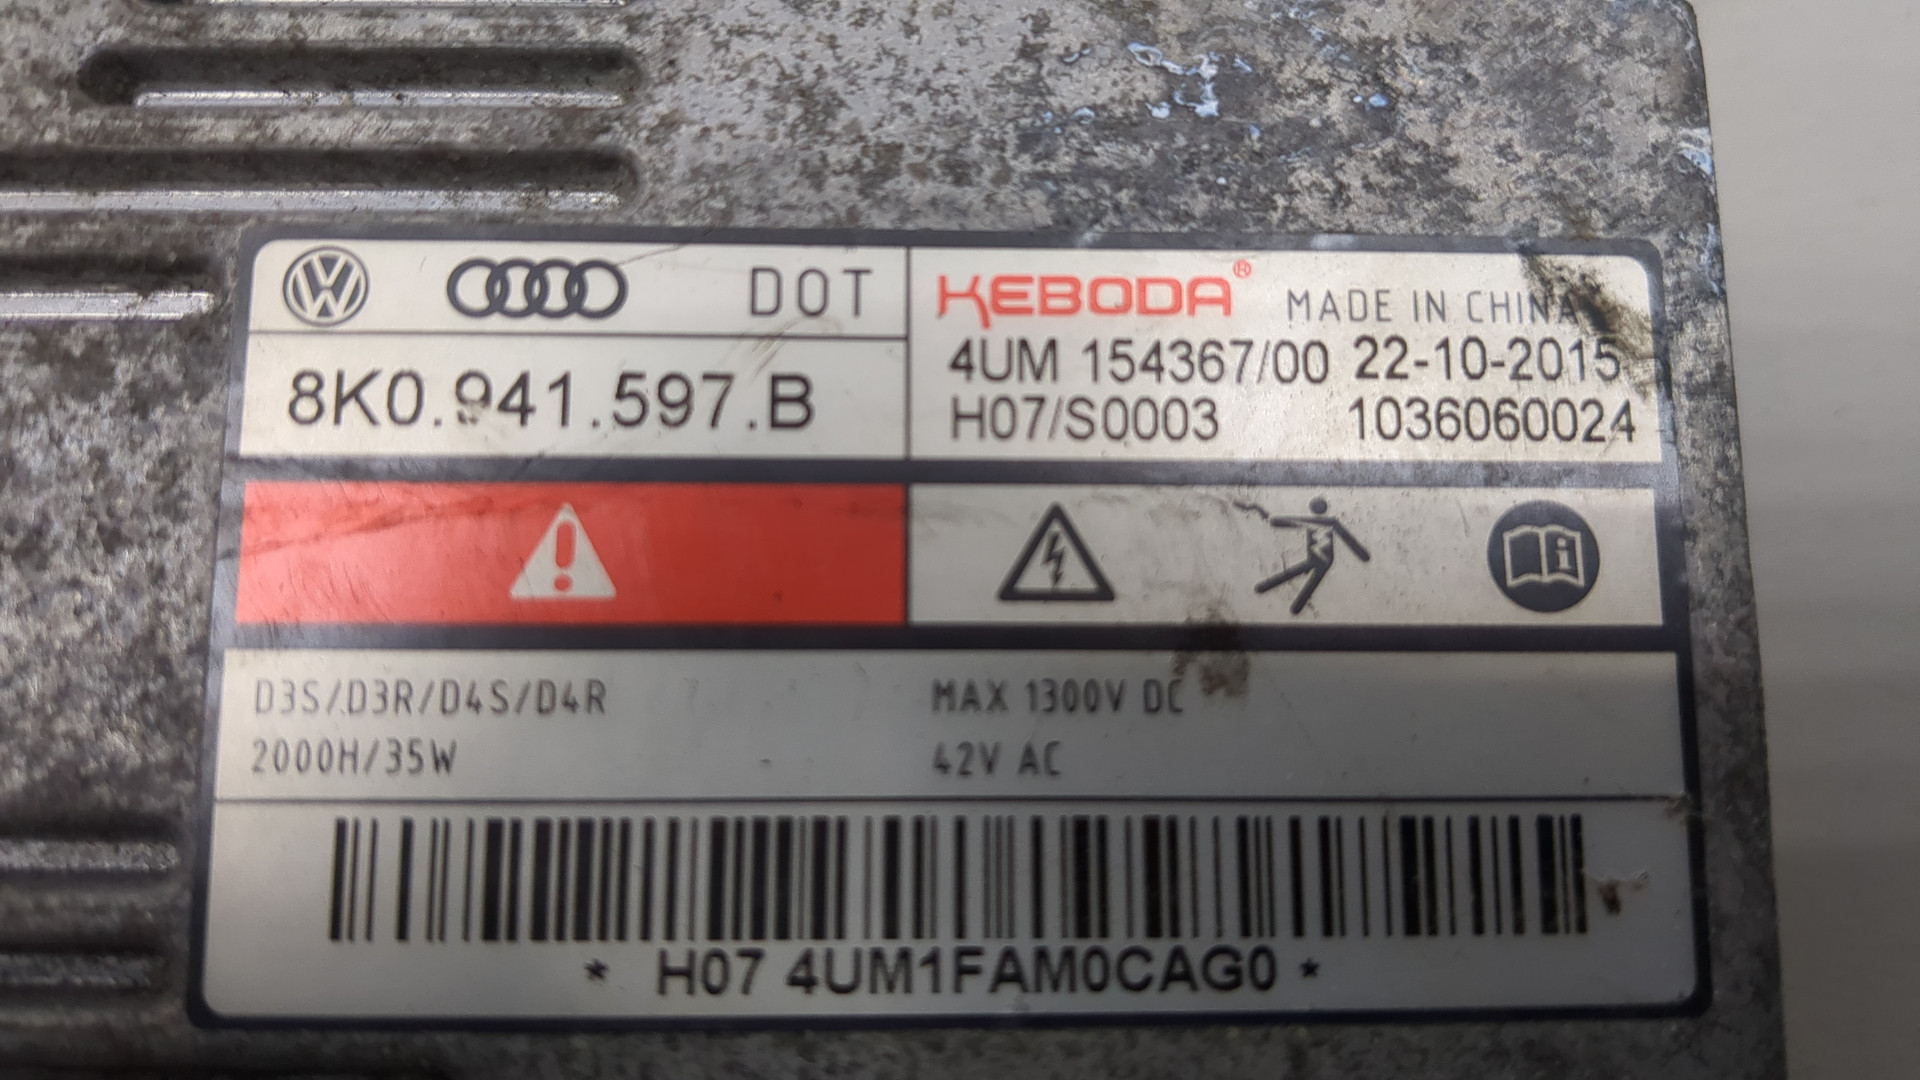 DOT
8K0.941.597.B
KEBODA® MADE IN CHINA
4UM 154367/00 22-10-2015
H07/S0003 1036060024
D3S/D3R/D4S/D4R
2000H/35W
MAX 1300V DC
42V AC
* H07 4UM1FAM0CAG0 *